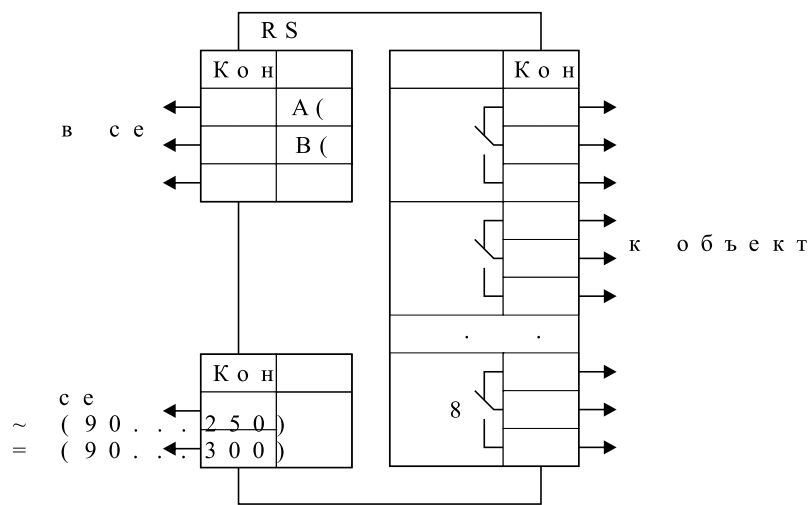 RS
Кон
Кон
А(
В(
в се
к объект
. .
Кон
се
~ (90...250)
= (90...300)
8